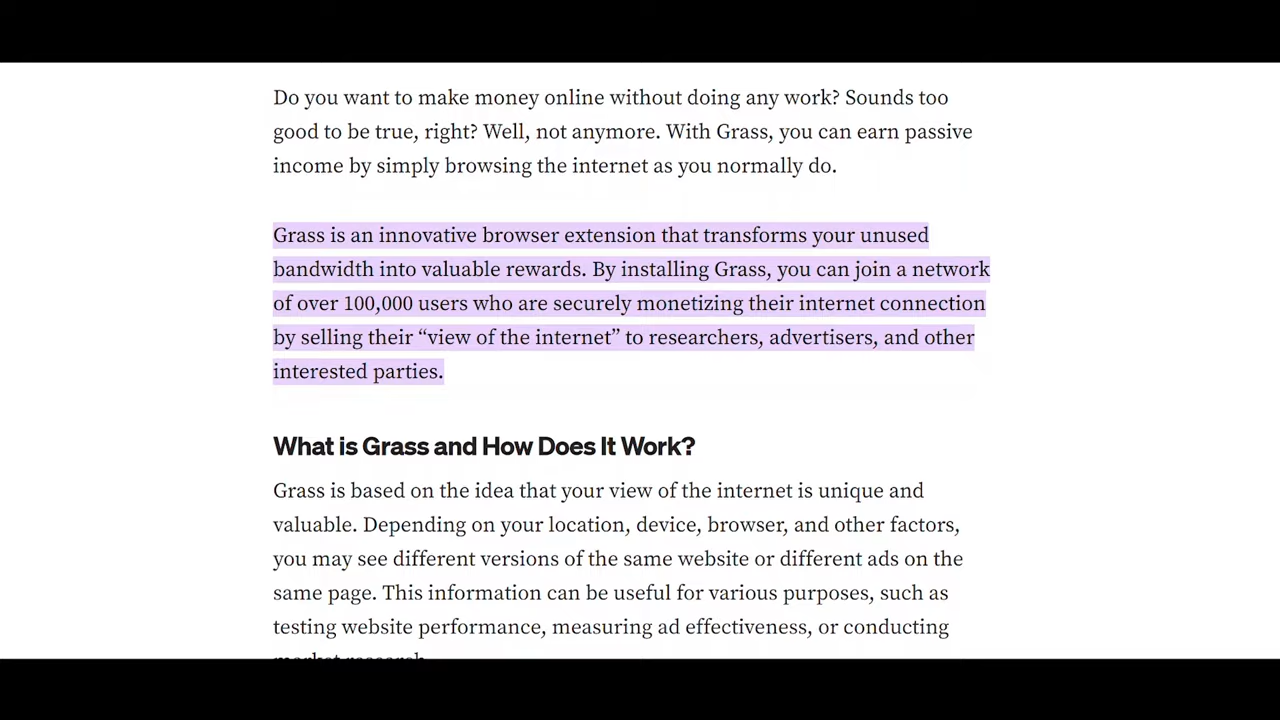 Do you want to make money online without doing any work? Sounds too
good to be true, right? Well, not anymore. With Grass, you can earn passive
income by simply browsing the internet as you normally do.
Grass is an innovative browser extension that transforms your unused
bandwidth into valuable rewards. By installing Grass, you can join a network
of over 100,000 users who are securely monetizing their internet connection
by selling their “view of the internet” to researchers, advertisers, and other
interested parties.
What is Grass and How Does It Work?
Grass is based on the idea that your view of the internet is unique and
valuable. Depending on your location, device, browser, and other factors,
you may see different versions of the same website or different ads on the
same page. This information can be useful for various purposes, such as
testing website performance, measuring ad effectiveness, or conducting